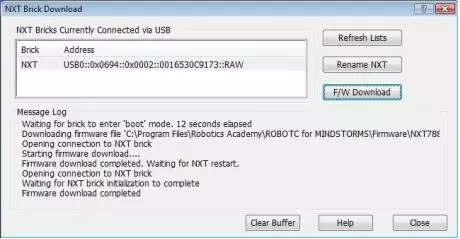 NXT Brick Download
NXT Bricks Currently Connected via USB
Brick Address
NXT USB0::0x0694::0x0002::0016530C9173::RAW
Refresh Lists
Rename NXT
F/W Download
Message Log
Waiting for brick to enter 'boot' mode. 12 seconds elapsed
Downloading firmware file 'C:\Program Files\Robotics Academy\ROBOTC for MINDSTORMS\Firmware\NXT788
Opening connection to NXT brick
Starting firmware download....
Firmware download completed. Waiting for NXT restart.
Opening connection to NXT brick
Waiting for NXT brick initialization to complete
Firmware download completed
Clear Buffer Help Close